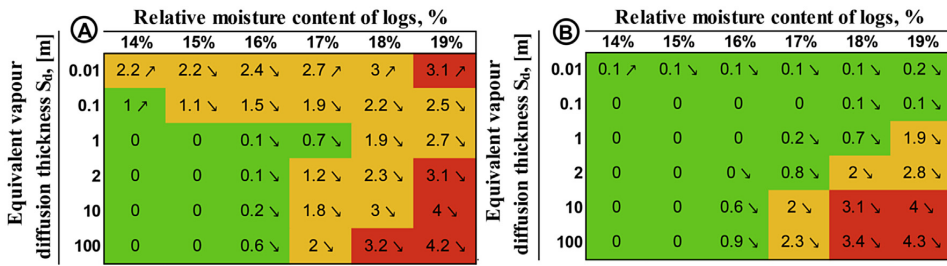 A Relative moisture content of logs, %
14% 15% 16% 17% 18% 19%
Equivalent vapour
diffusion thickness Sd, [m]
0.01 2.2 ↗ 2.2 ↘ 2.4 ↘ 2.7 ↗ 3 ↗ 3.1 ↗
0.1 1 ↗ 1.1 ↘ 1.5 ↘ 1.9 ↘ 2.2 ↘ 2.5 ↘
1 0 0 0.1 ↘ 0.7 ↘ 1.9 ↘ 2.7 ↘
2 0 0 0.1 ↘ 1.2 ↘ 2.3 ↘ 3.1 ↘
10 0 0 0.2 ↘ 1.8 ↘ 3 ↘ 4 ↘
100 0 0 0.6 ↘ 2 ↘ 3.2 ↘ 4.2 ↘
B Relative moisture content of logs, %
14% 15% 16% 17% 18% 19%
Equivalent vapour
diffusion thickness Sd, [m]
0.01 0.1 ↗ 0.1 ↘ 0.1 ↘ 0.1 ↘ 0.1 ↘ 0.2 ↘
0.1 0 0 0 0 0.1 ↘ 0.1 ↘
1 0 0 0 0.2 ↘ 0.7 ↘ 1.9 ↘
2 0 0 0 ↘ 0.8 ↘ 2 ↘ 2.8 ↘
10 0 0 0.6 ↘ 2 ↘ 3.1 ↘ 4 ↘
100 0 0 0.9 ↘ 2.3 ↘ 3.4 ↘ 4.3 ↘